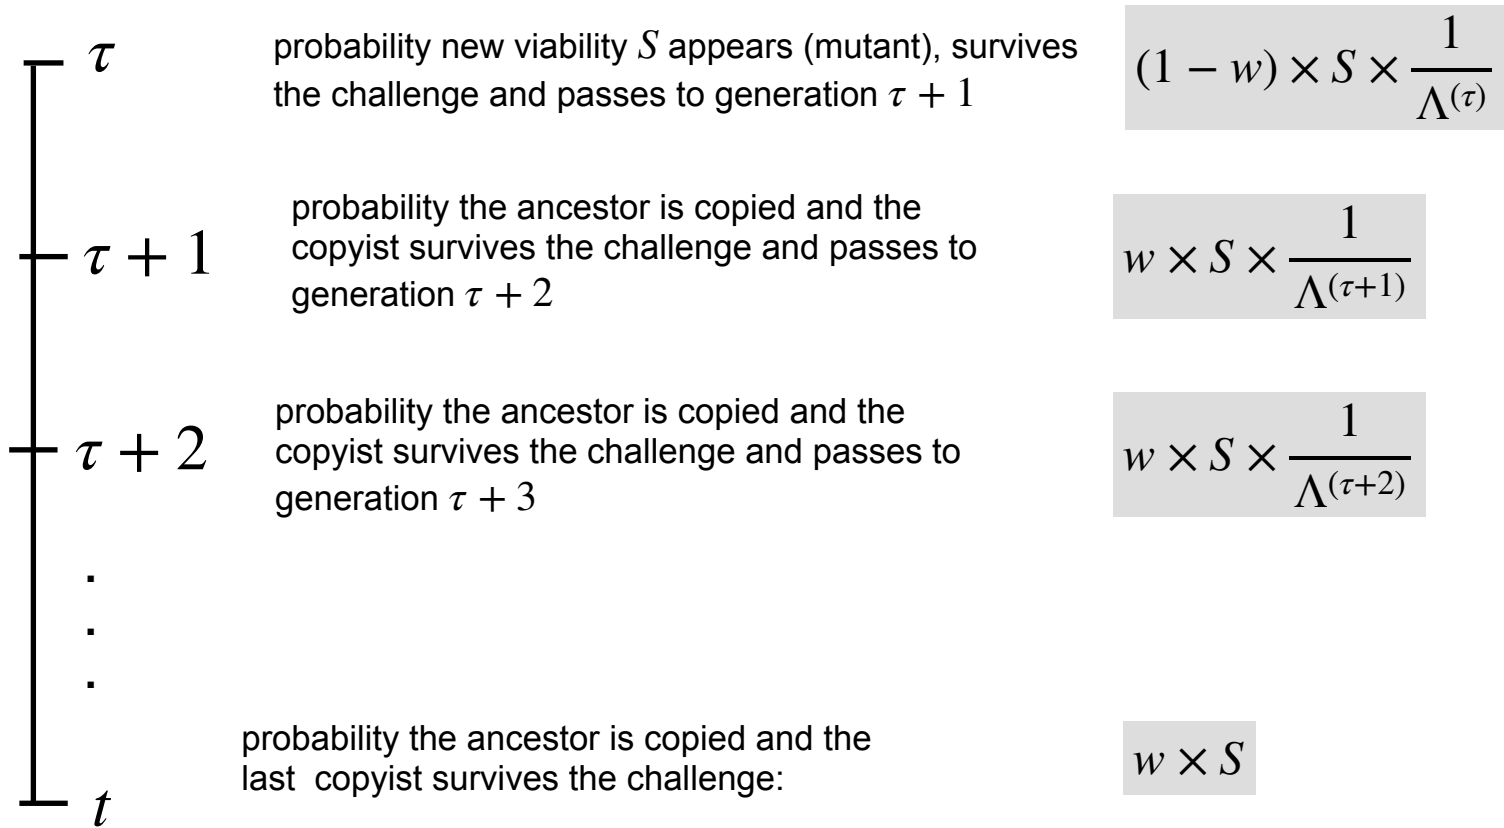 τ
probability new viability S appears (mutant), survives
the challenge and passes to generation τ + 1
(1 − w) × S × 1/Λ^(τ)
τ + 1
probability the ancestor is copied and the
copyist survives the challenge and passes to
generation τ + 2
w × S × 1/Λ^(τ+1)
τ + 2
probability the ancestor is copied and the
copyist survives the challenge and passes to
generation τ + 3
w × S × 1/Λ^(τ+2)
.
.
.
probability the ancestor is copied and the
last copyist survives the challenge:
w × S
t